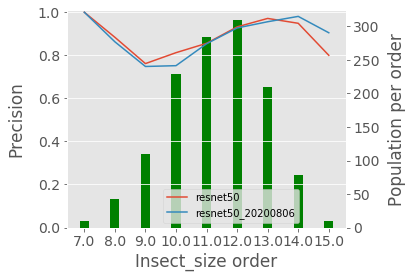 1.0
0.8
0.6
0.4
0.2
0.0
Precision
300
250
200
150
100
50
0
Population per order
resnet50
resnet50_20200806
7.0 8.0 9.0 10.0 11.0 12.0 13.0 14.0 15.0
Insect_size order